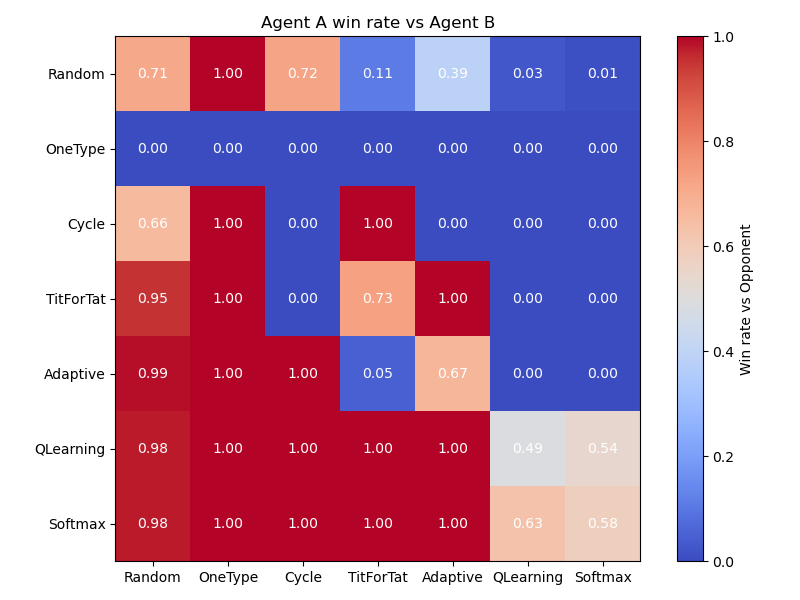 Agent A win rate vs Agent B
Random 0.71 1.00 0.72 0.11 0.39 0.03 0.01
OneType 0.00 0.00 0.00 0.00 0.00 0.00 0.00
Cycle 0.66 1.00 0.00 1.00 0.00 0.00 0.00
TitForTat 0.95 1.00 0.00 0.73 1.00 0.00 0.00
Adaptive 0.99 1.00 1.00 0.05 0.67 0.00 0.00
QLearning 0.98 1.00 1.00 1.00 1.00 0.49 0.54
Softmax 0.98 1.00 1.00 1.00 1.00 0.63 0.58
Random OneType Cycle TitForTat Adaptive QLearning Softmax
1.0
0.8
0.6
0.4
0.2
0.0
Win rate vs Opponent